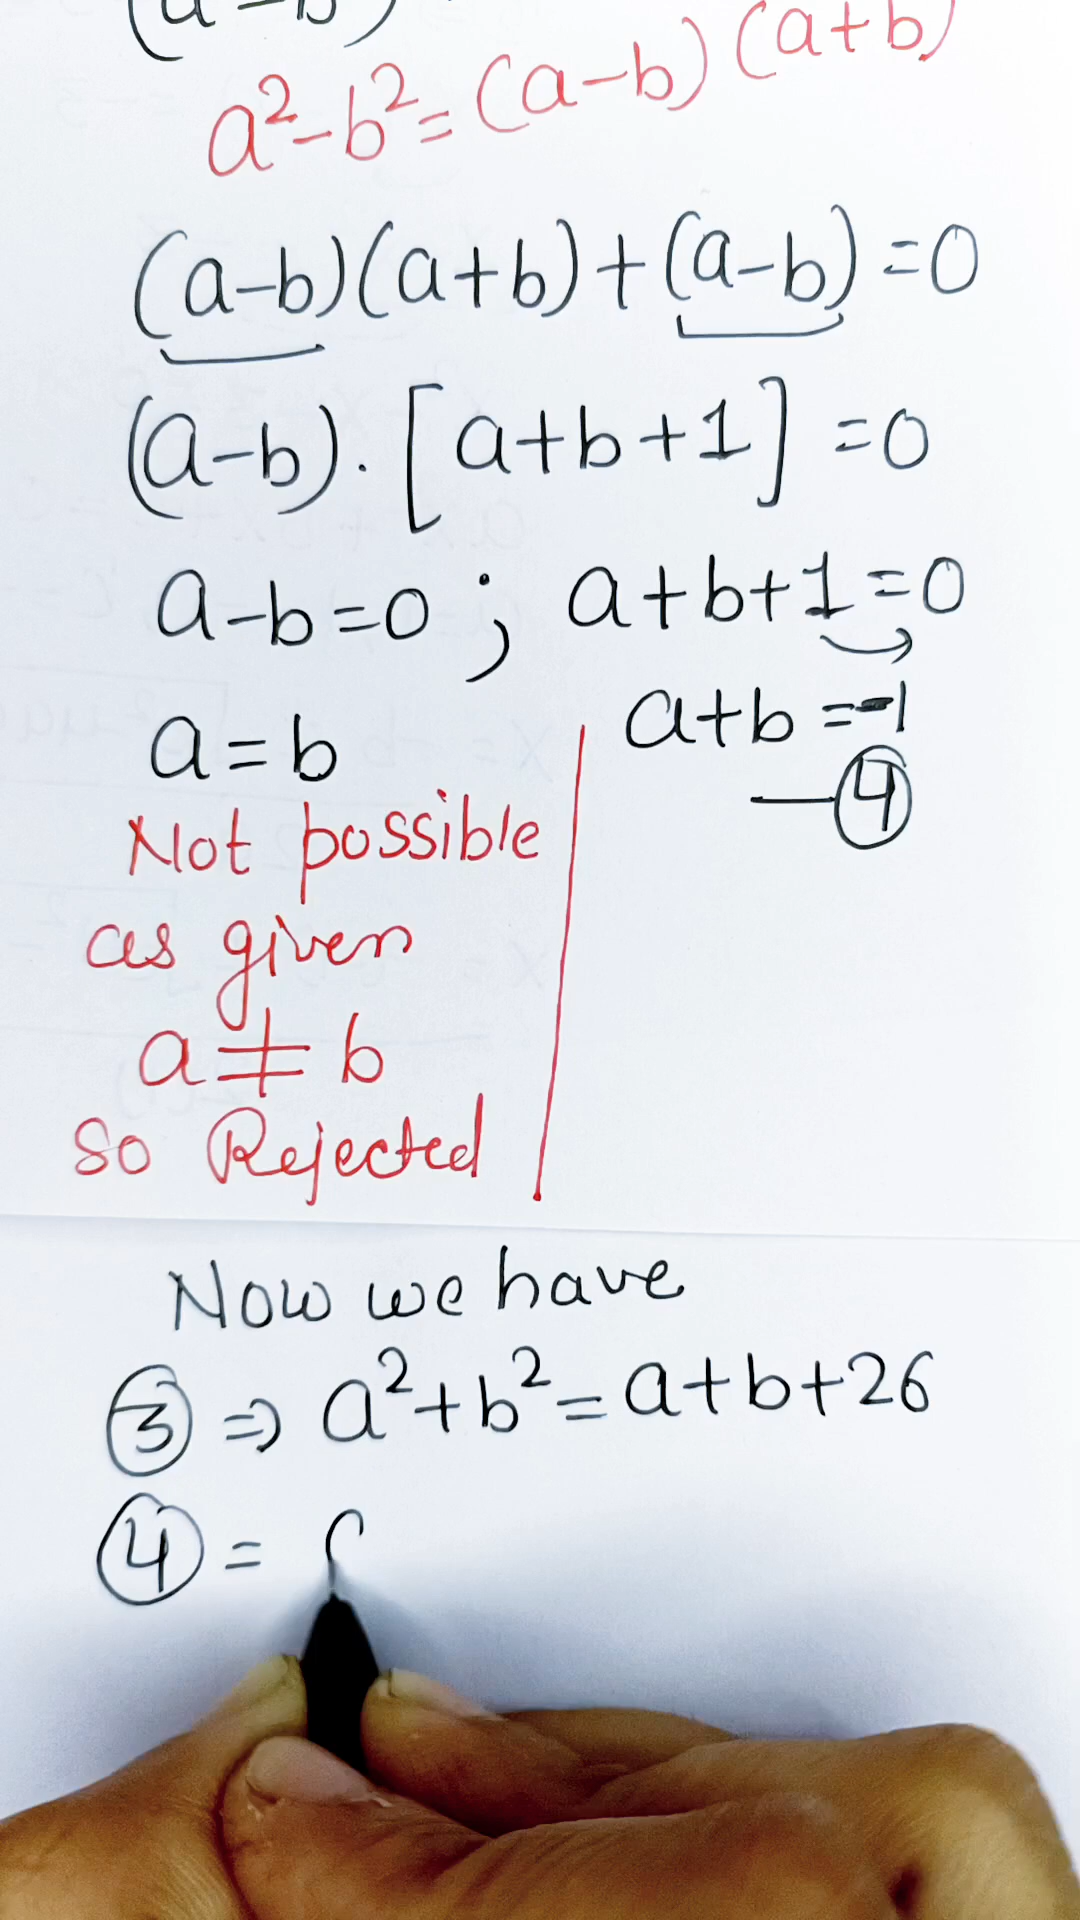 a²-b²=(a-b)(a+b)
(a-b)(a+b)+(a-b)=0
(a-b).[a+b+1]=0
a-b=0; a+b+1=0
a=b
a+b=-1
—④
Not possible
as given
a≠b
so Rejected
Now we have
③⇒a²+b²=a+b+26
④=